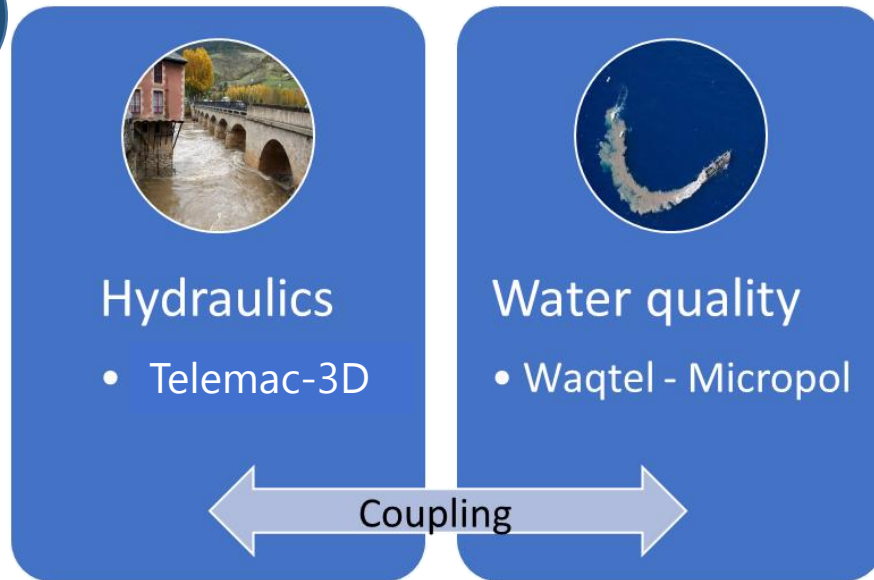 Hydraulics
• Telemac-3D
Water quality
• Waqtel - Micropol
Coupling